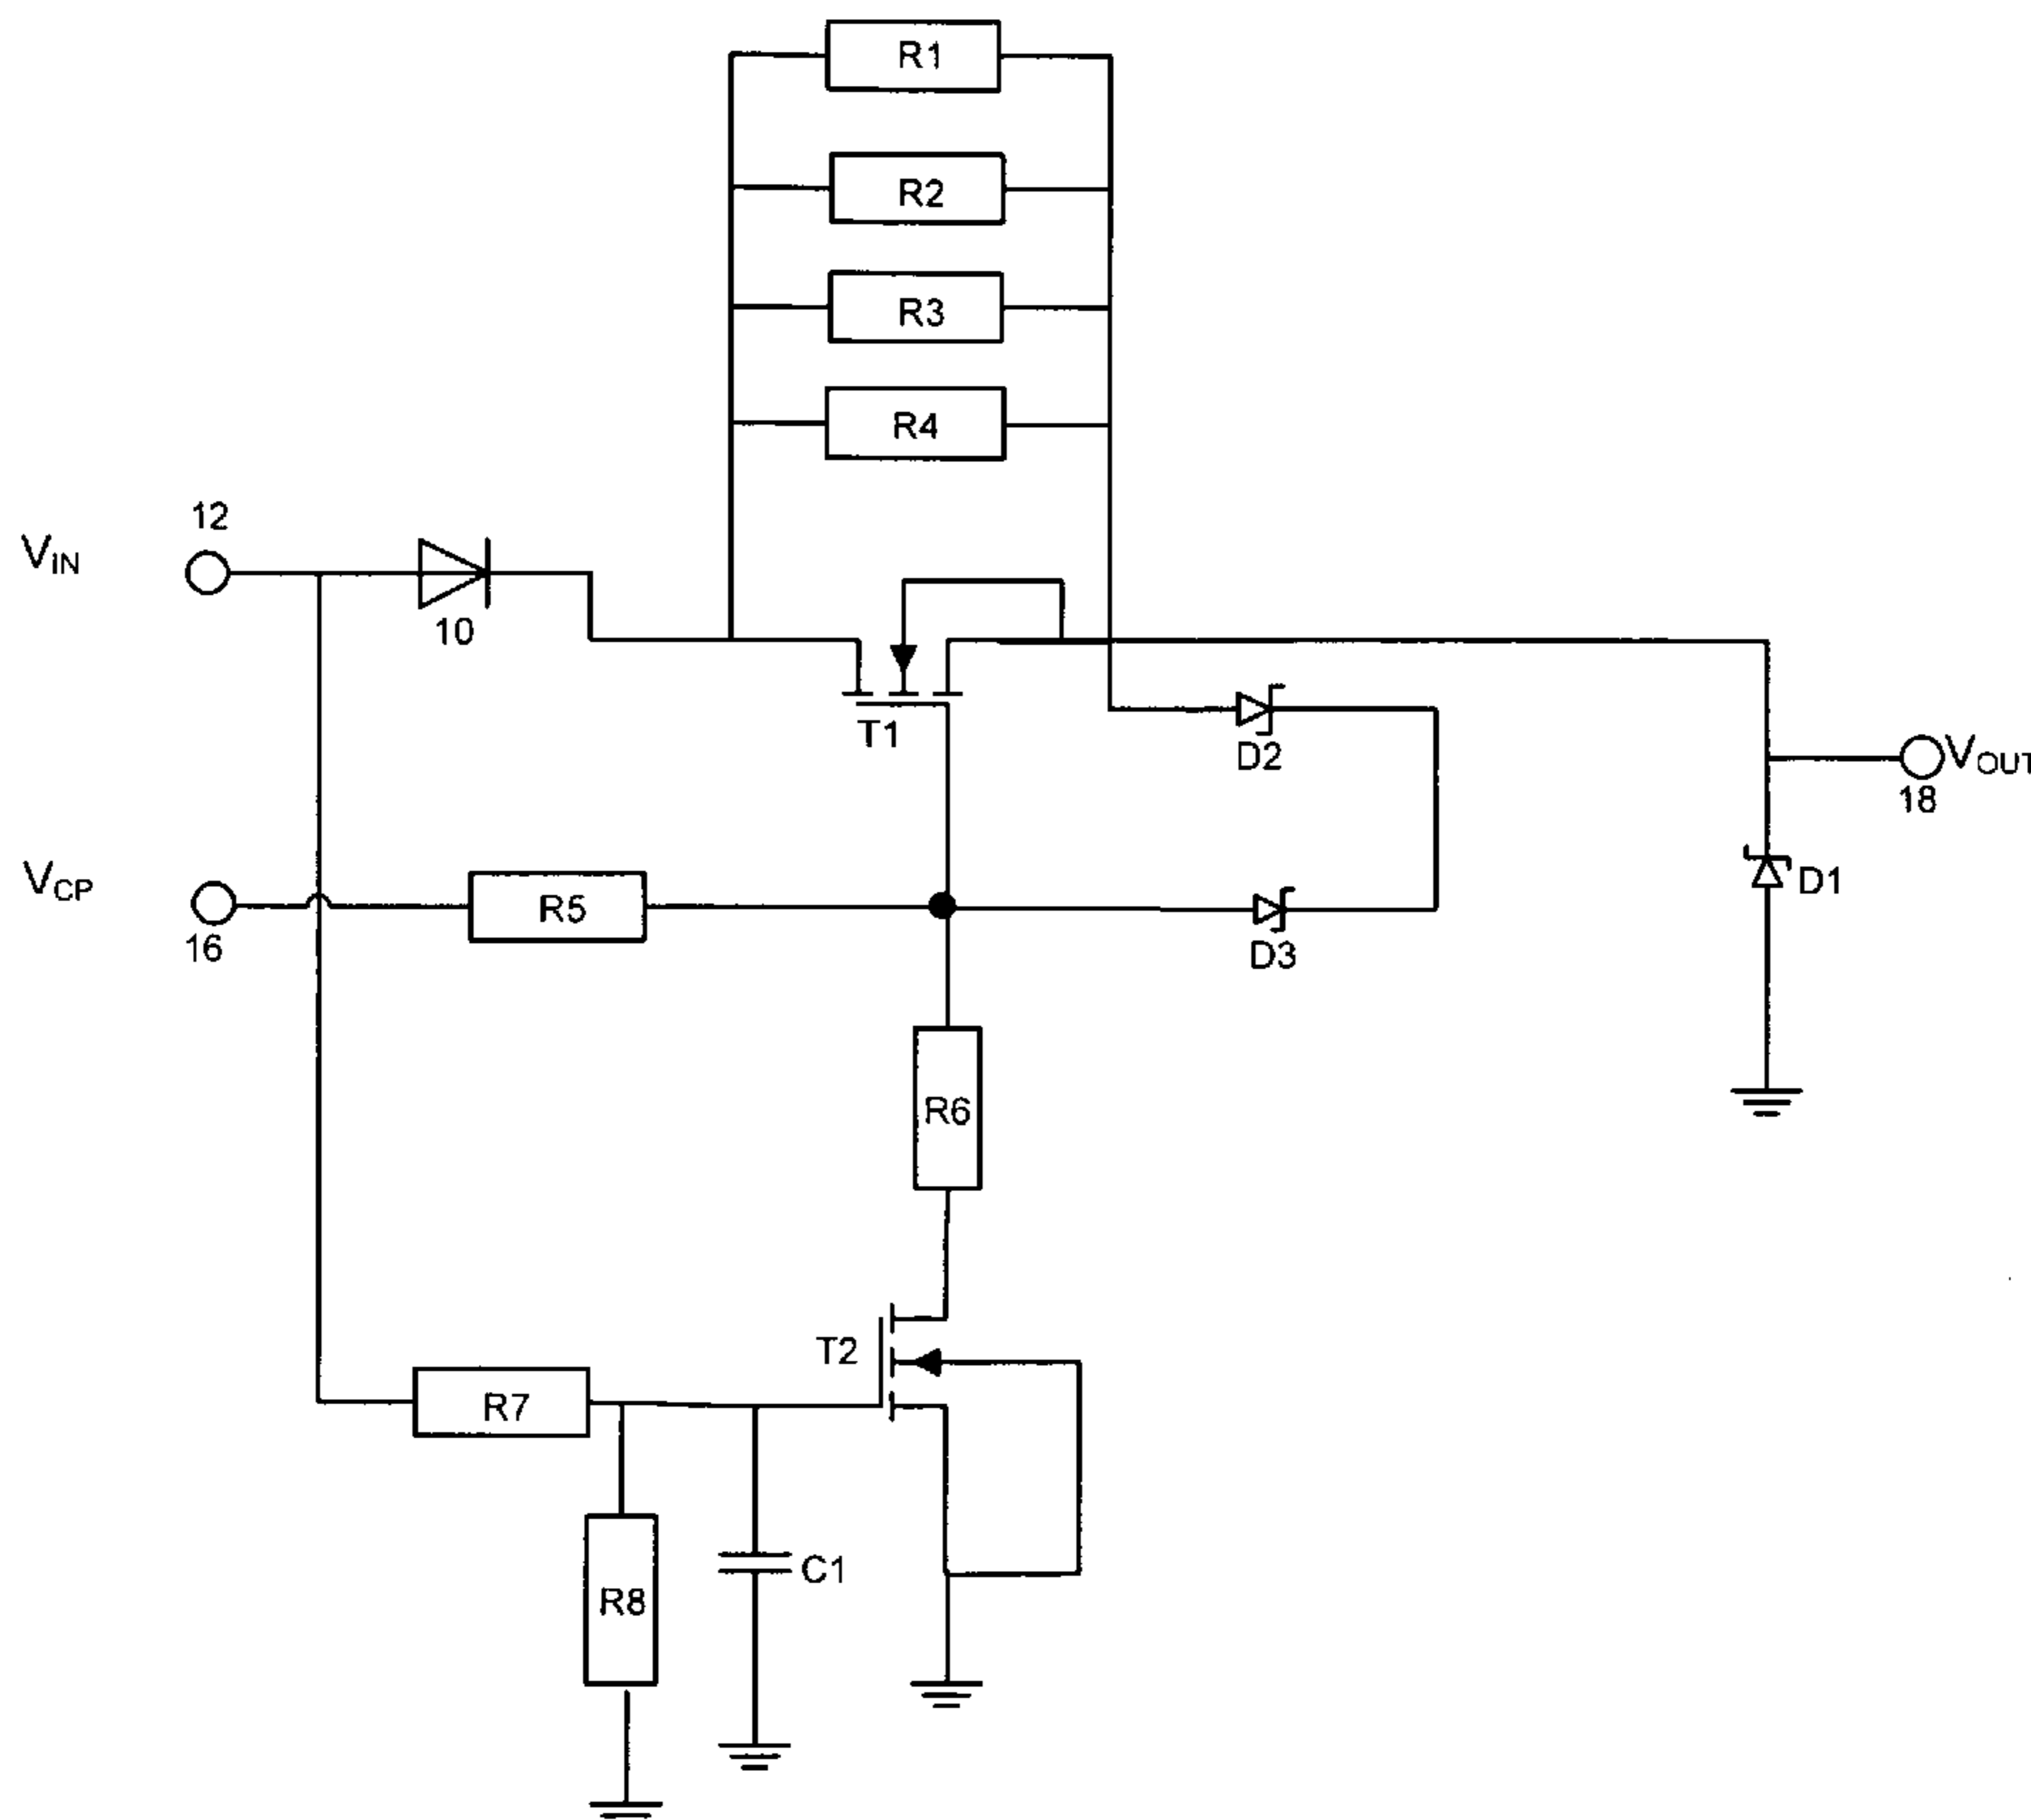 R1
R2
R3
R4
12
V_IN
10
T1
D2
V_OUT
18
V_CP
16
R5
D3
D1
R6
T2
R7
R8
C1